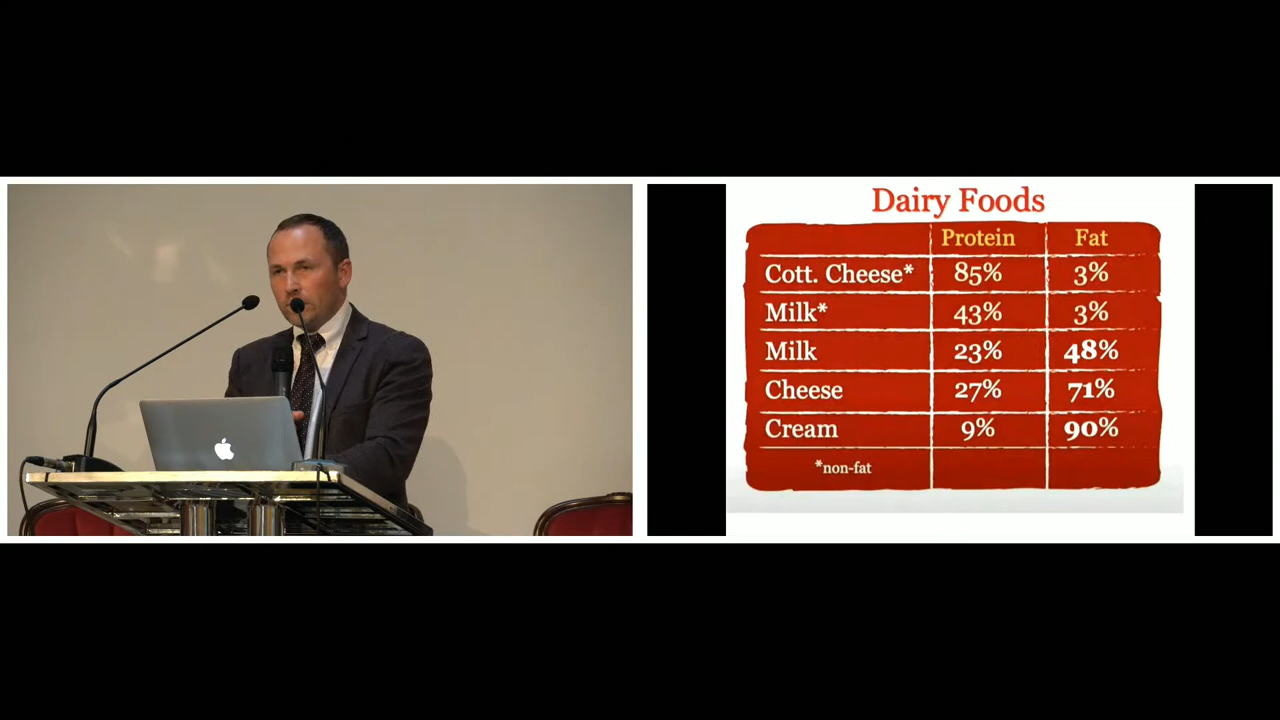 Dairy Foods
Protein Fat
Cott. Cheese* 85% 3%
Milk* 43% 3%
Milk 23% 48%
Cheese 27% 71%
Cream 9% 90%
*non-fat